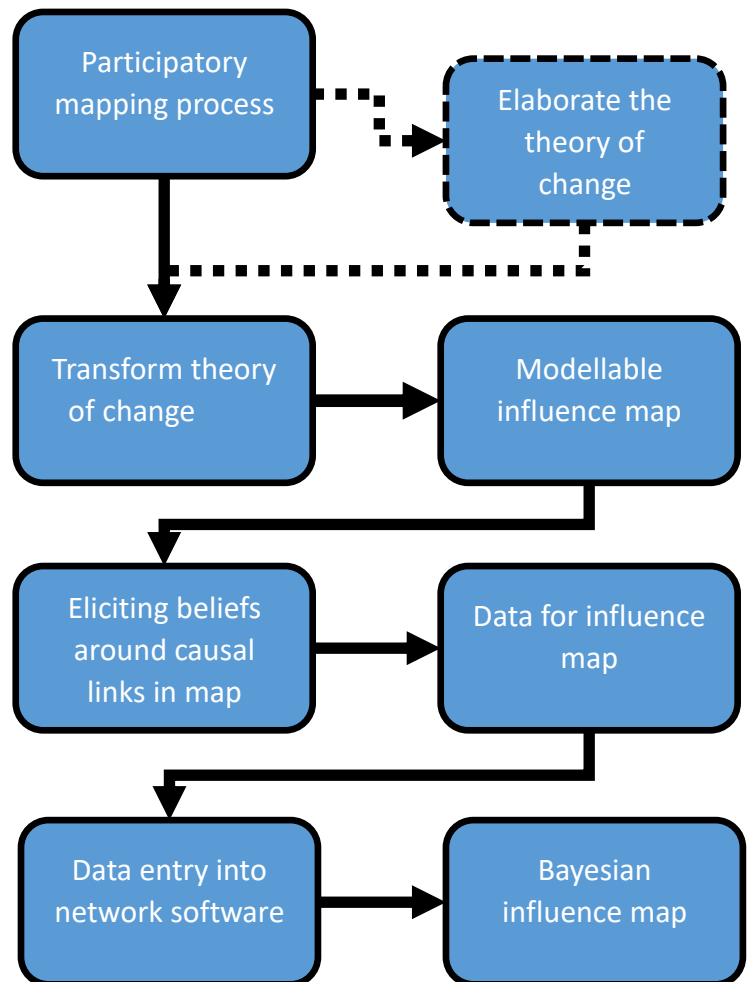 Participatory
mapping process
Elaborate the
theory of
change
Transform theory
of change
Modellable
influence map
Eliciting beliefs
around causal
links in map
Data for influence
map
Data entry into
network software
Bayesian
influence map